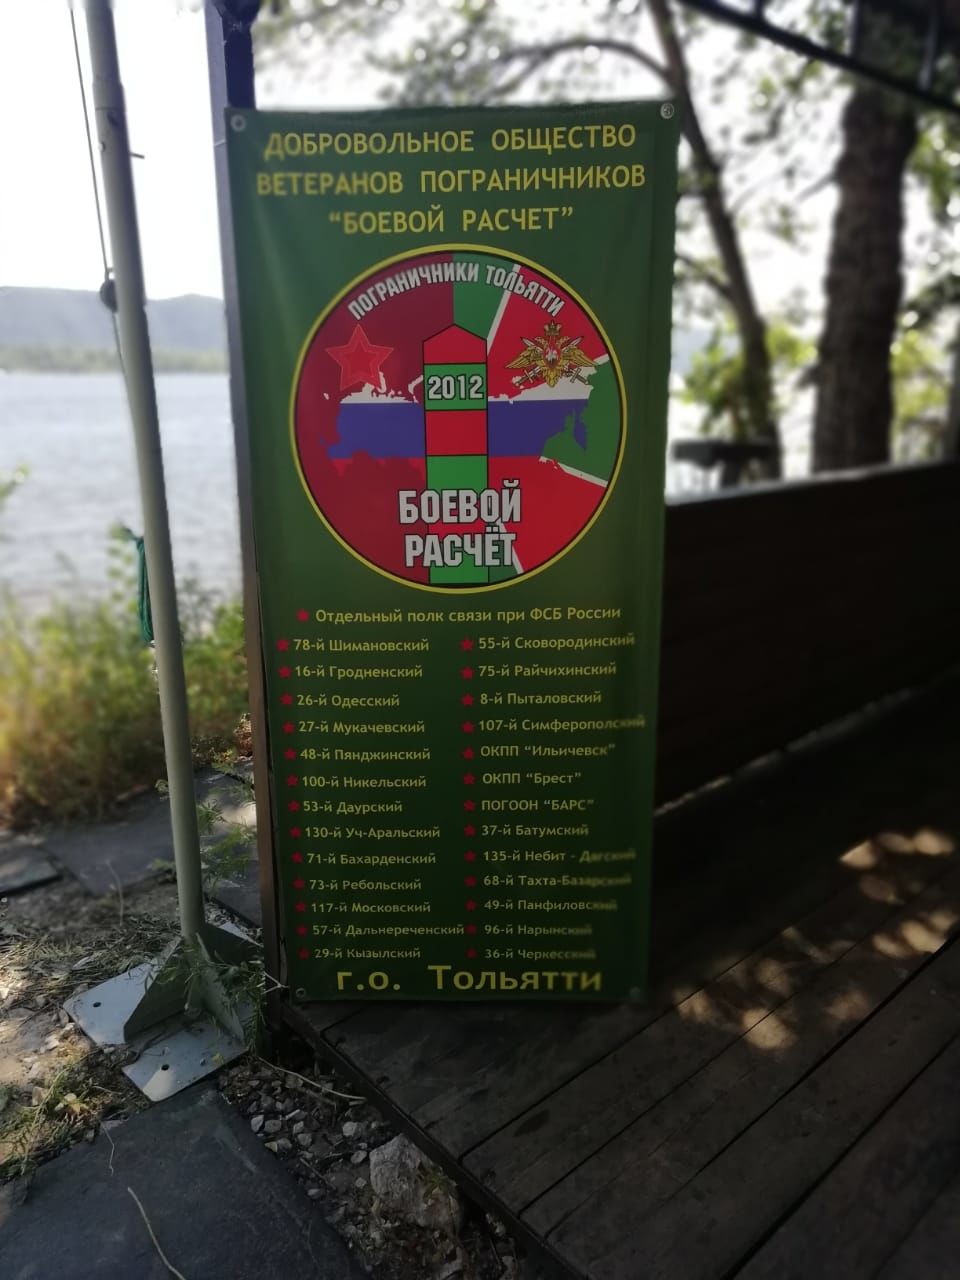 ДОБРОВОЛЬНОЕ ОБЩЕСТВО
ВЕТЕРАНОВ ПОГРАНИЧНИКОВ
“БОЕВОЙ РАСЧЕТ”
ПОГРАНИЧНИКИ ТОЛЬЯТТИ
2012
БОЕВОЙ
РАСЧЁТ
Отдельный полк связи при ФСБ России
78-й Шимановский
55-й Сковородинский
16-й Гродненский
75-й Райчихинский
26-й Одесский
8-й Пыталовский
27-й Мукачевский
107-й Симферополский
48-й Пянджинский
ОКПП “Ильичевск”
100-й Никельский
ОКПП “Брест”
53-й Даурский
ПОГООН “БАРС”
130-й Уч-Аральский
37-й Батумский
71-й Бахарденский
135-й Небит - Дагский
73-й Ребольский
68-й Тахта-Базарский
117-й Московский
49-й Панфиловский
57-й Дальнереченский
96-й Нарынский
29-й Кызылский
36-й Черкесский
г.о. Тольятти